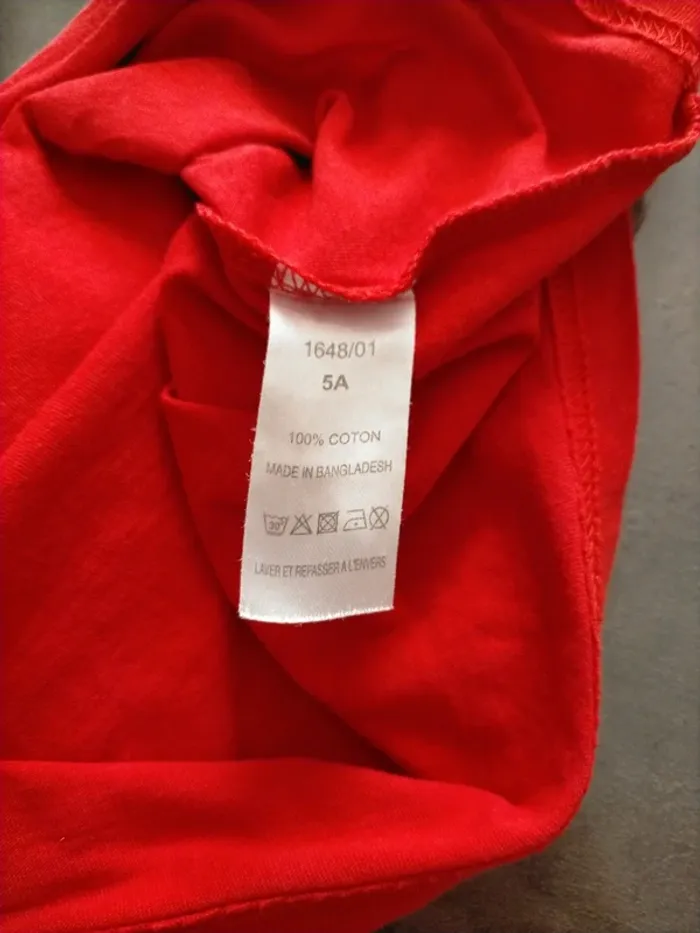 1648/01
5A
100% COTON
MADE IN BANGLADESH
30°
LAVER ET REPASSER A L'ENVERS